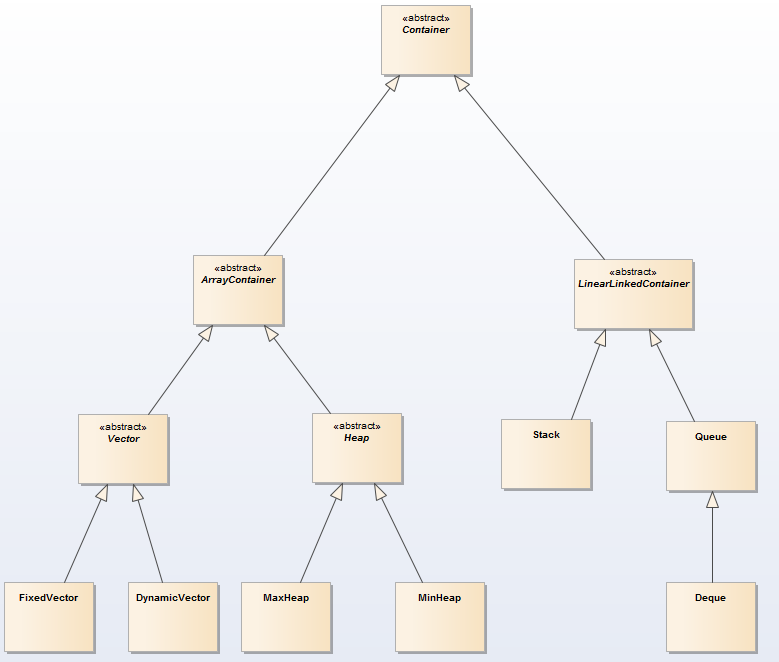 «abstract»
Container
«abstract»
ArrayContainer
«abstract»
LinearLinkedContainer
«abstract»
Vector
«abstract»
Heap
Stack
Queue
FixedVector
DynamicVector
MaxHeap
MinHeap
Deque